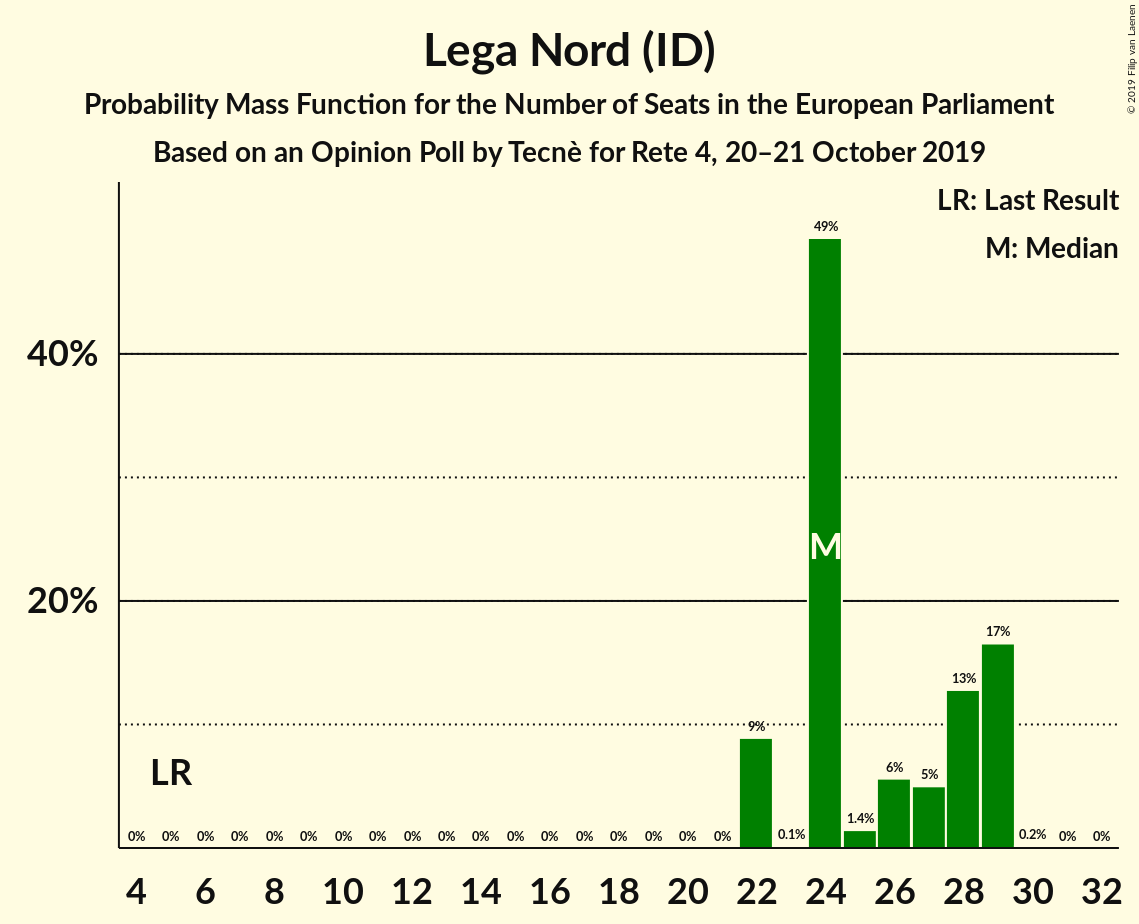 Lega Nord (ID)
Probability Mass Function for the Number of Seats in the European Parliament
Based on an Opinion Poll by Tecnè for Rete 4, 20–21 October 2019
© 2019 Filip van Laenen
LR: Last Result
M: Median
49%
40%
M
20%
17%
13%
9%
LR
6%
5%
1.4%
0% 0% 0% 0% 0% 0% 0% 0% 0% 0% 0% 0% 0% 0% 0% 0% 0% 0% 0.1% 0.2% 0% 0%
4 6 8 10 12 14 16 18 20 22 24 26 28 30 32